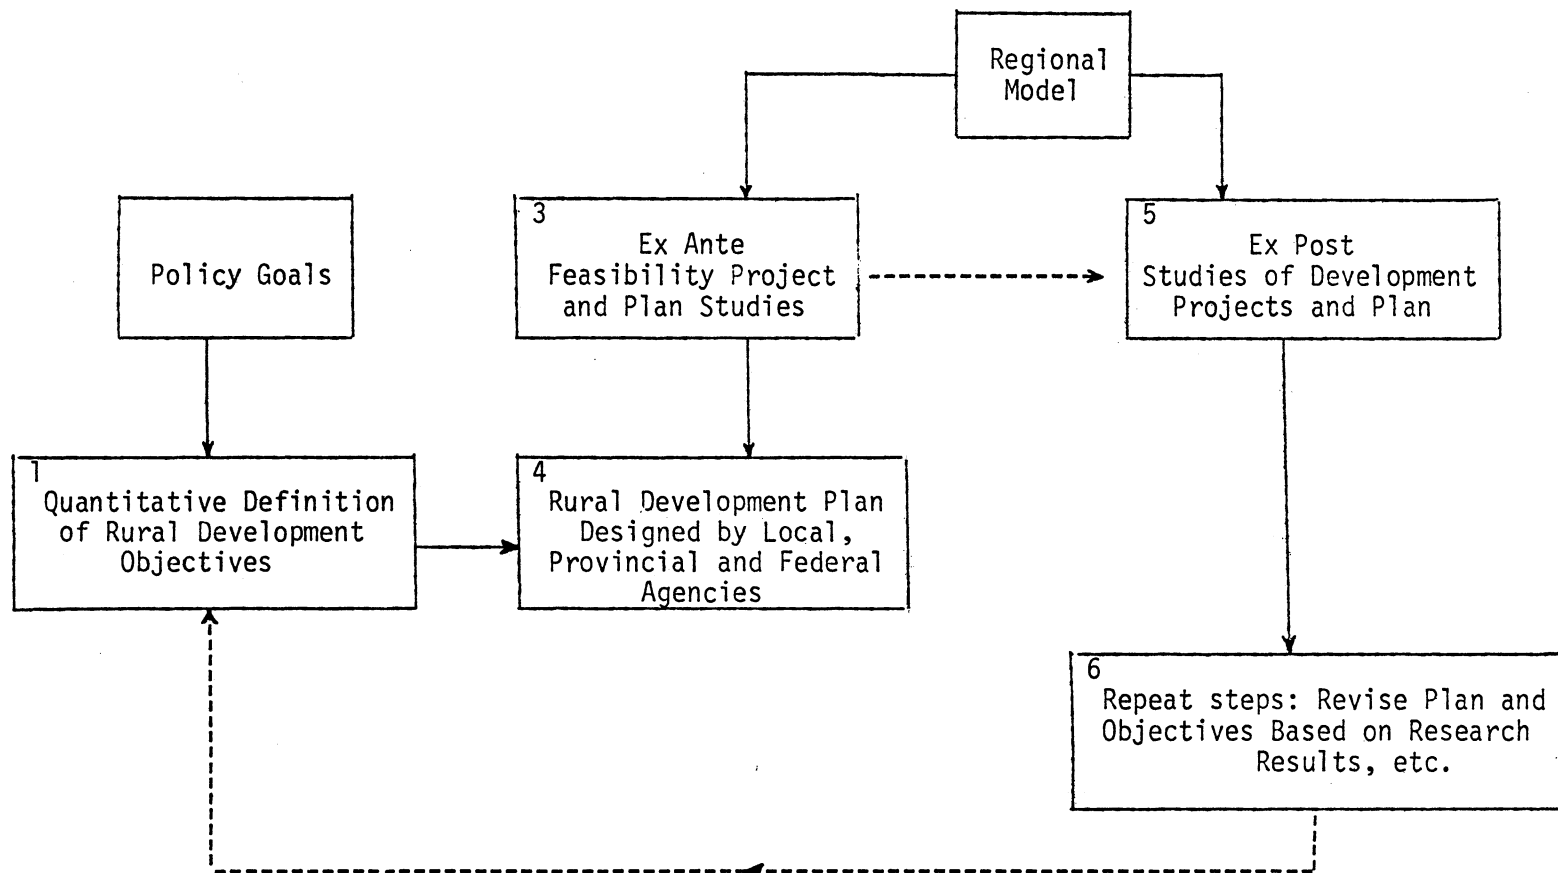 Regional
Model
Policy Goals
3
Ex Ante
Feasibility Project
and Plan Studies
5
Ex Post
Studies of Development
Projects and Plan
1
Quantitative Definition
of Rural Development
Objectives
4
Rural Development Plan
Designed by Local,
Provincial and Federal
Agencies
6
Repeat steps: Revise Plan and
Objectives Based on Research
Results, etc.